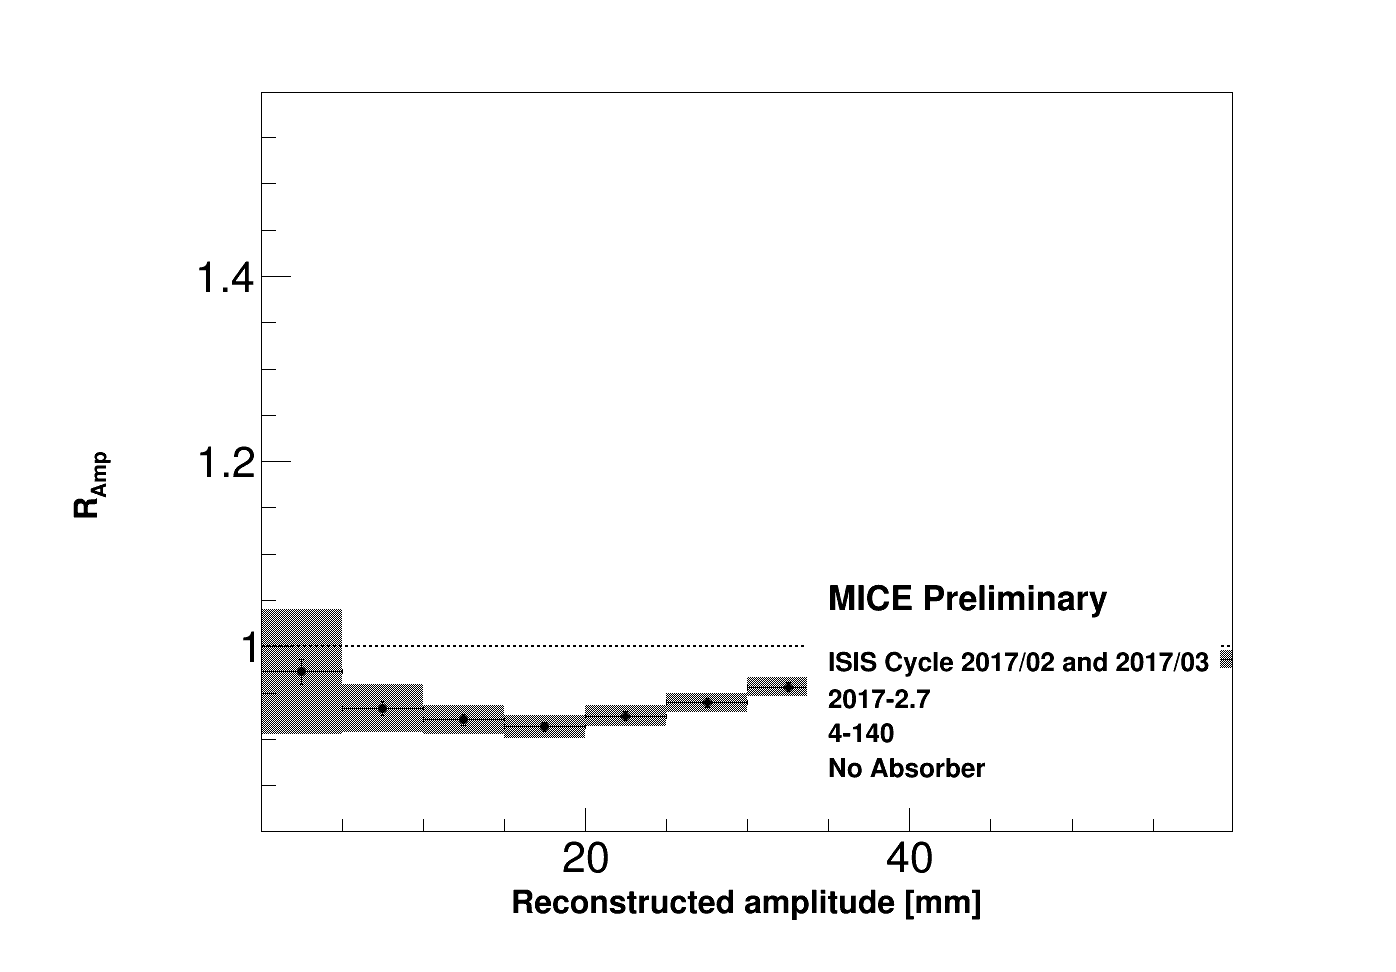 1.4
1.2
1
R_Amp
MICE Preliminary
ISIS Cycle 2017/02 and 2017/03
2017-2.7
4-140
No Absorber
20
40
Reconstructed amplitude [mm]